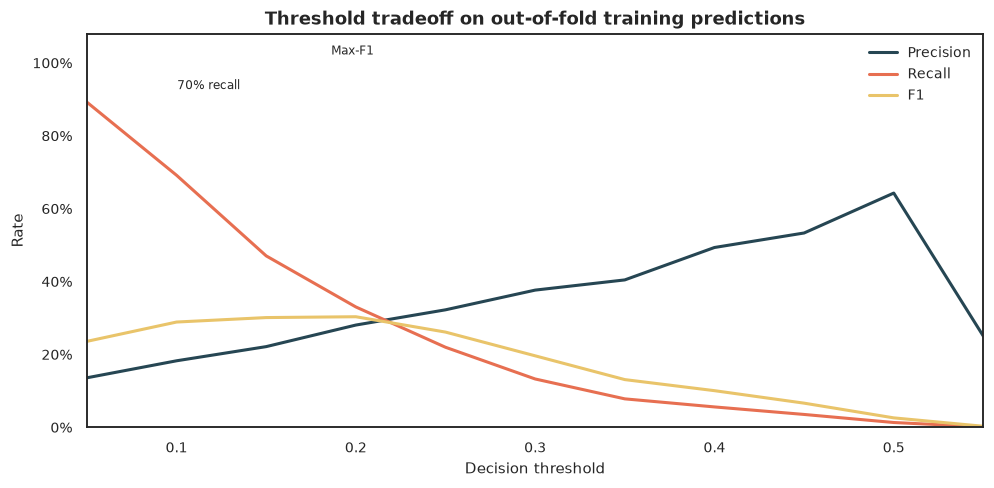 Threshold tradeoff on out-of-fold training predictions
Max-F1
70% recall
Precision
Recall
F1
100%
80%
60%
40%
20%
0%
Rate
0.1
0.2
0.3
0.4
0.5
Decision threshold